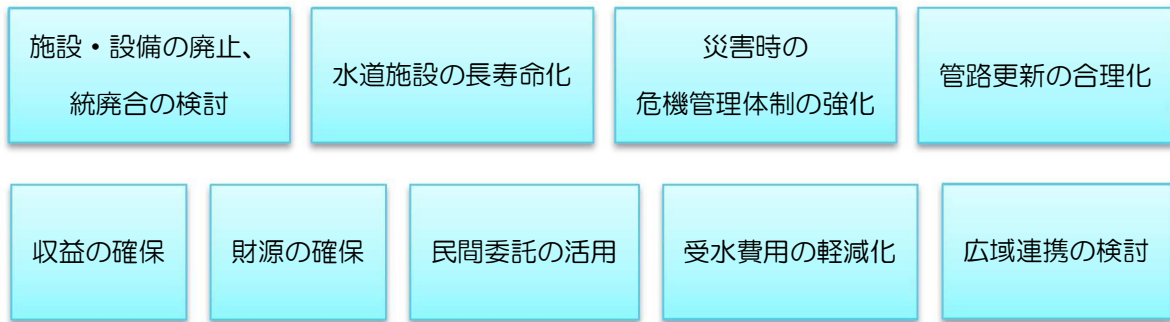 施設・設備の廃止、
統廃合の検討
水道施設の長寿命化
災害時の
危機管理体制の強化
管路更新の合理化
収益の確保
財源の確保
民間委託の活用
受水費用の軽減化
広域連携の検討